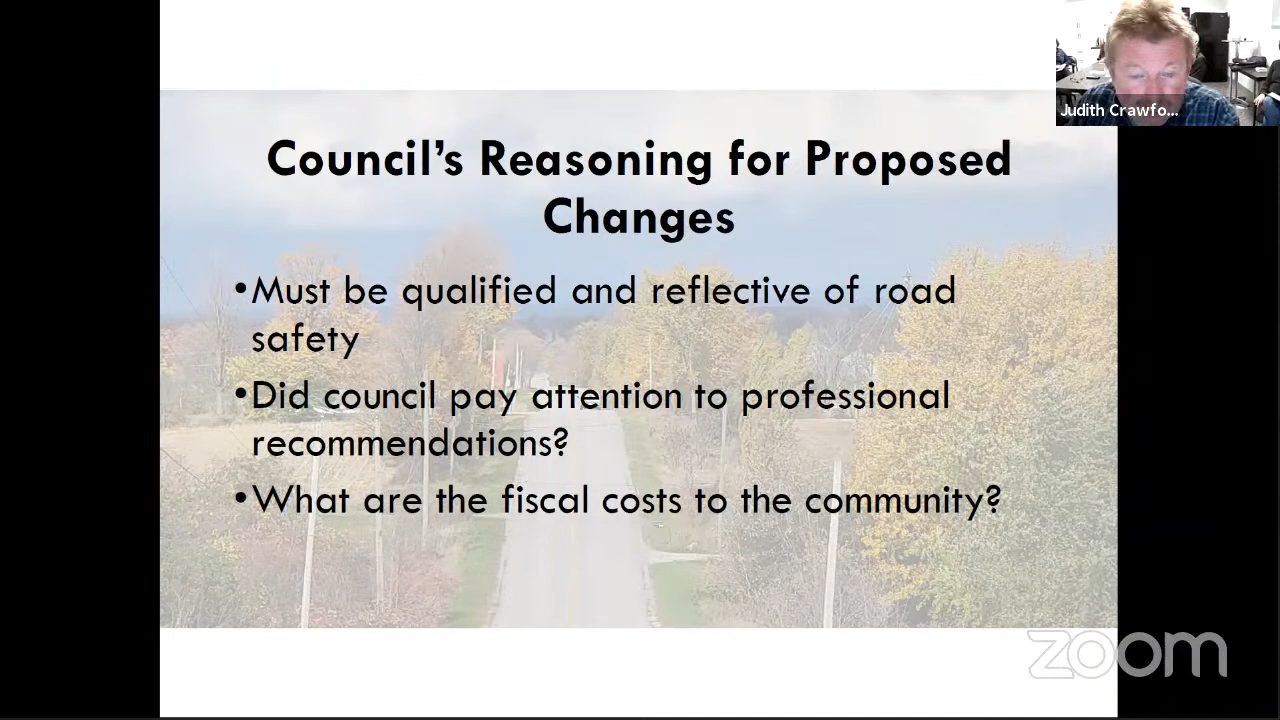 Judith Crawfo...
Council’s Reasoning for Proposed
Changes
•Must be qualified and reflective of road
safety
•Did council pay attention to professional
recommendations?
•What are the fiscal costs to the community?
zoom